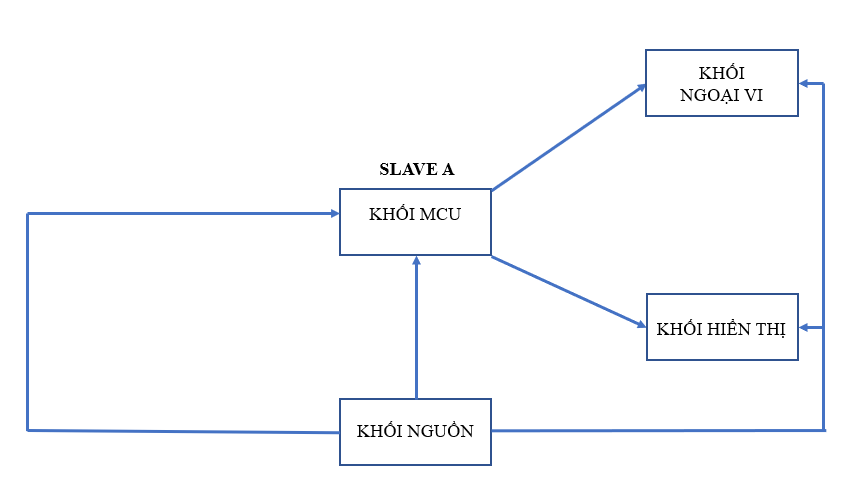 KHỐI
NGOẠI VI
SLAVE A
KHỐI MCU
KHỐI HIỂN THỊ
KHỐI NGUỒN